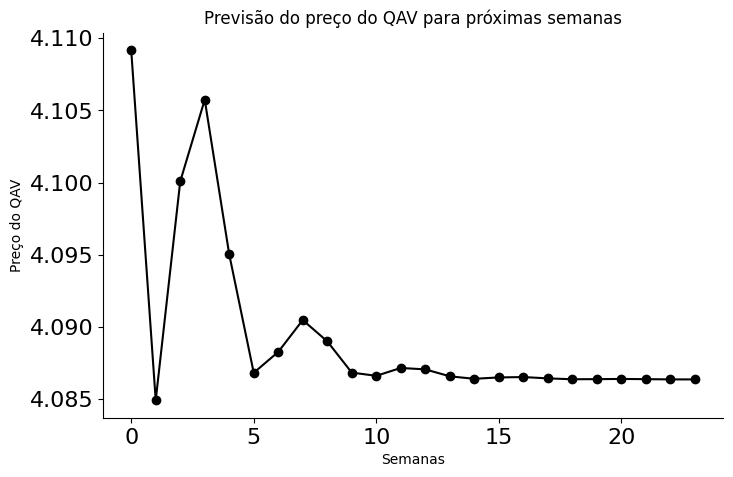 Previsão do preço do QAV para próximas semanas
4.110
4.105
4.100
4.095
4.090
4.085
Preço do QAV
0 5 10 15 20
Semanas